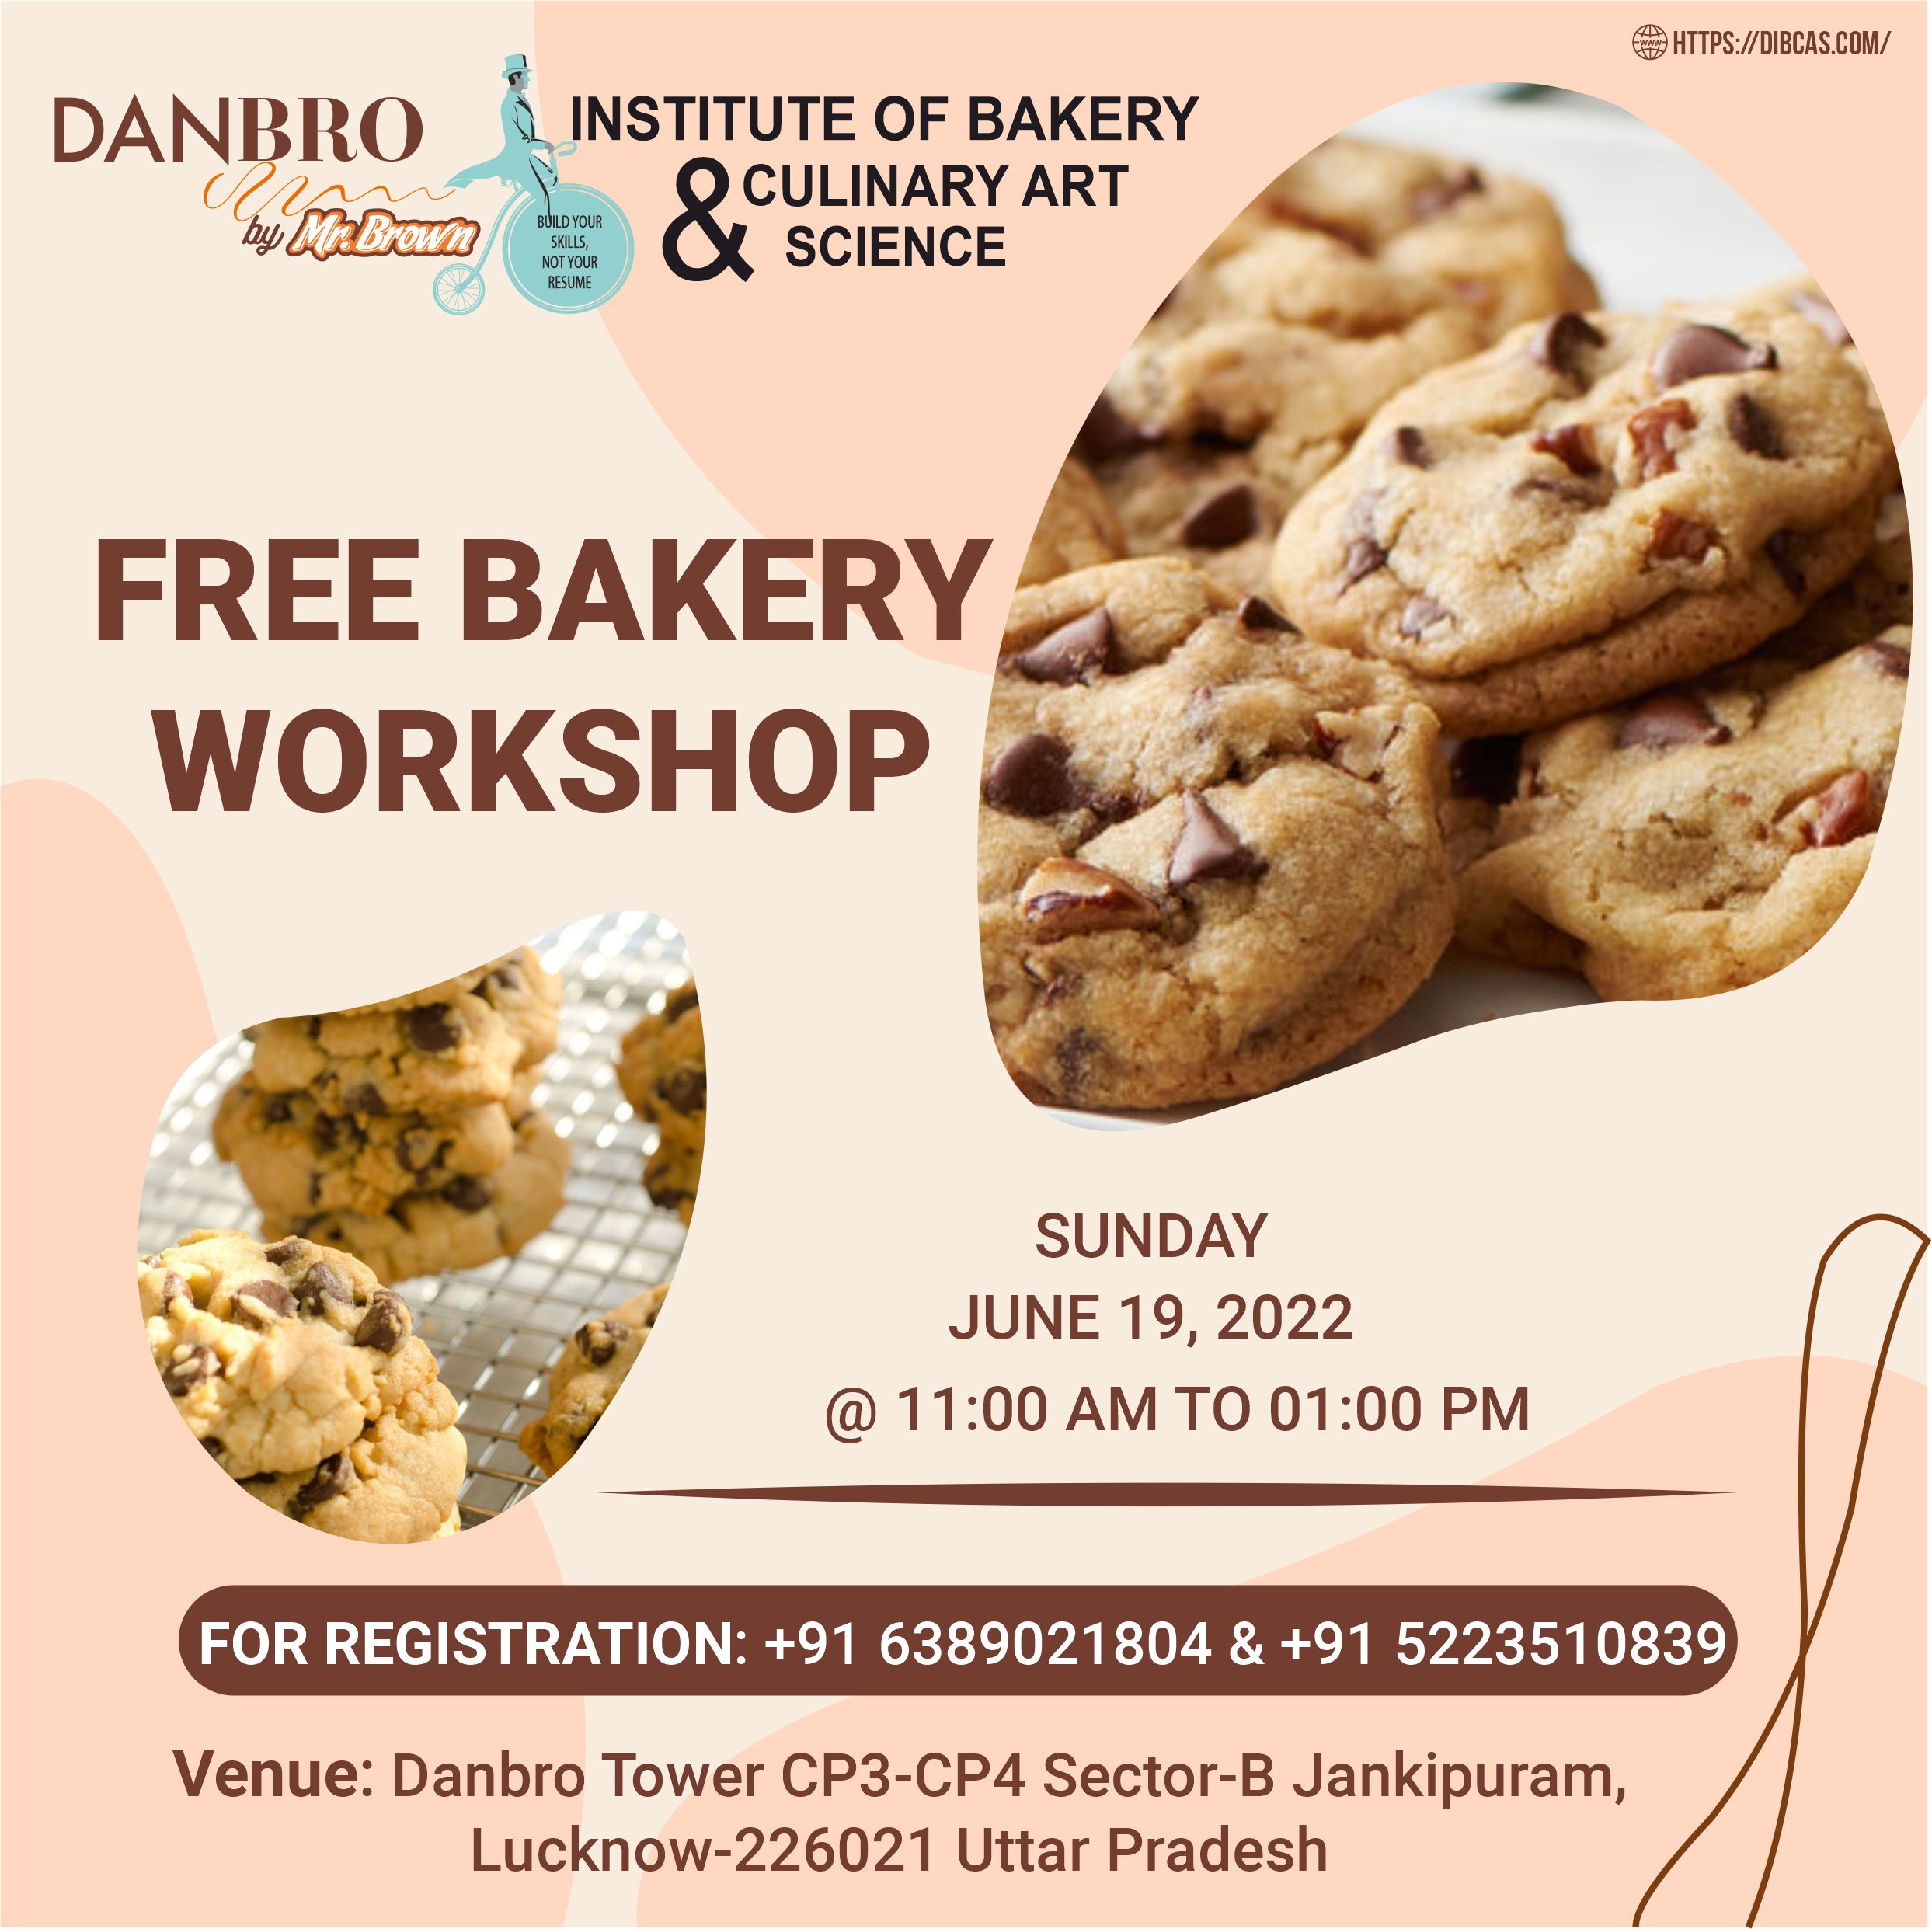 HTTPS://DIBCAS.COM/
DANBRO
by Mr. Brown
BUILD YOUR
SKILLS,
NOT YOUR
RESUME
INSTITUTE OF BAKERY
& CULINARY ART
SCIENCE
FREE BAKERY
WORKSHOP
SUNDAY
JUNE 19, 2022
@ 11:00 AM TO 01:00 PM
FOR REGISTRATION: +91 6389021804 & +91 5223510839
Venue: Danbro Tower CP3-CP4 Sector-B Jankipuram,
Lucknow-226021 Uttar Pradesh